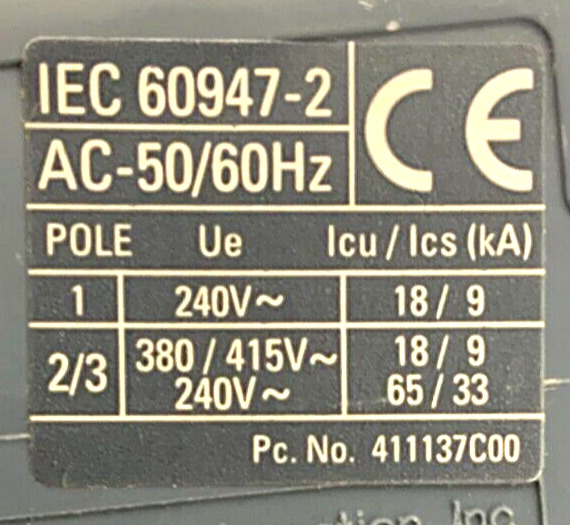 IEC 60947-2
CE
AC-50/60Hz
POLE Ue Icu / Ics (kA)
1 240V~ 18 / 9
2/3 380 / 415V~ 18 / 9
240V~ 65 / 33
Pc. No. 411137C00
Inc